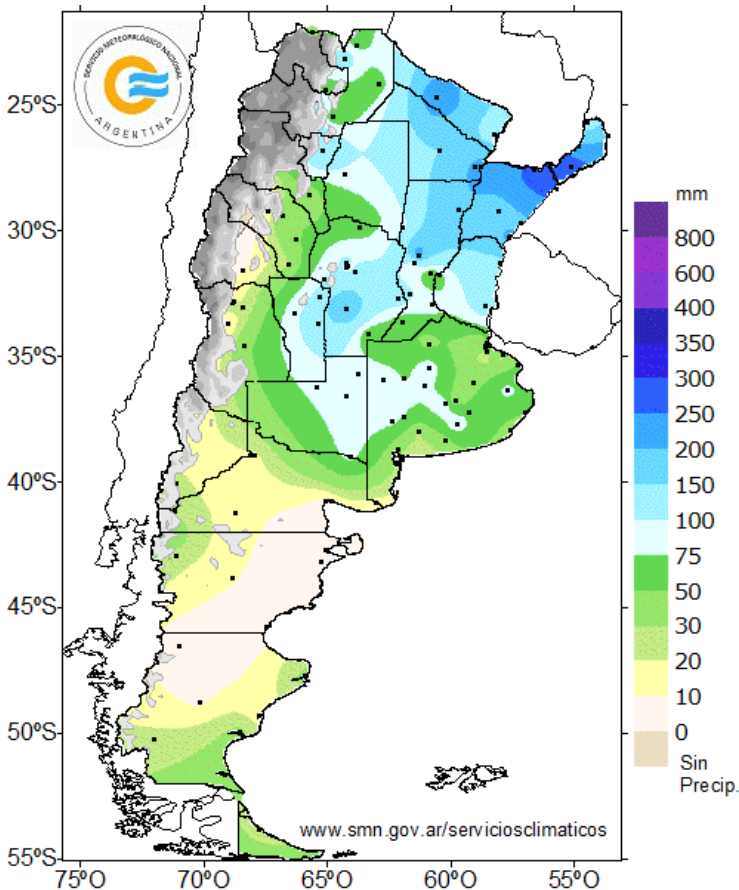 SERVICIO METEOROLÓGICO NACIONAL
ARGENTINA
25ºS
30ºS
35ºS
40ºS
45ºS
50ºS
55ºS
75ºO
70ºO
65ºO
60ºO
55ºO
mm
800
600
400
350
300
250
200
150
100
75
50
30
20
10
0
Sin
Precip.
www.smn.gov.ar/serviciosclimaticos